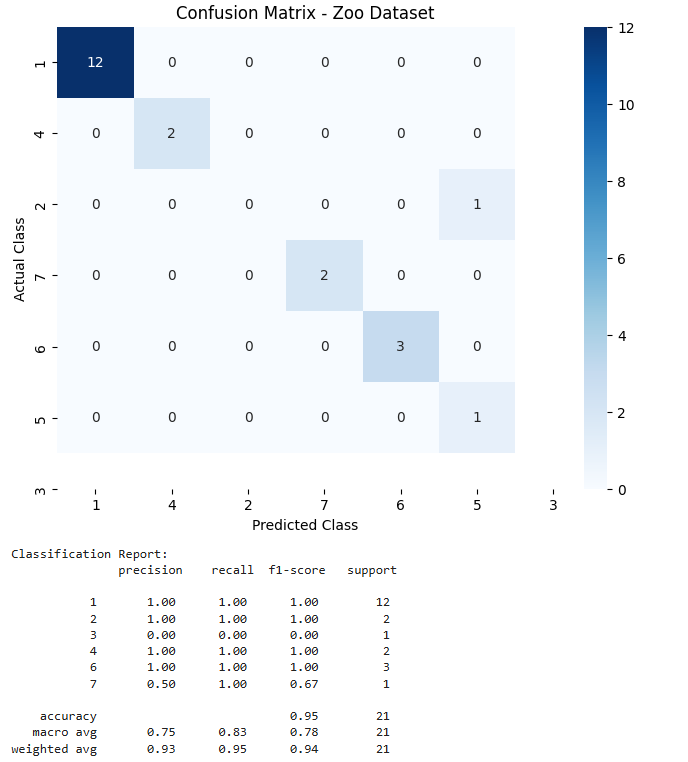 Confusion Matrix - Zoo Dataset
1 12 0 0 0 0 0
4 0 2 0 0 0 0
2 0 0 0 0 0 1
7 0 0 0 2 0 0
6 0 0 0 0 3 0
5 0 0 0 0 0 1
3
Actual Class
1 4 2 7 6 5 3
Predicted Class
12
10
8
6
4
2
0
Classification Report:
precision recall f1-score support
1 1.00 1.00 1.00 12
2 1.00 1.00 1.00 2
3 0.00 0.00 0.00 1
4 1.00 1.00 1.00 2
6 1.00 1.00 1.00 3
7 0.50 1.00 0.67 1
accuracy 0.95 21
macro avg 0.75 0.83 0.78 21
weighted avg 0.93 0.95 0.94 21